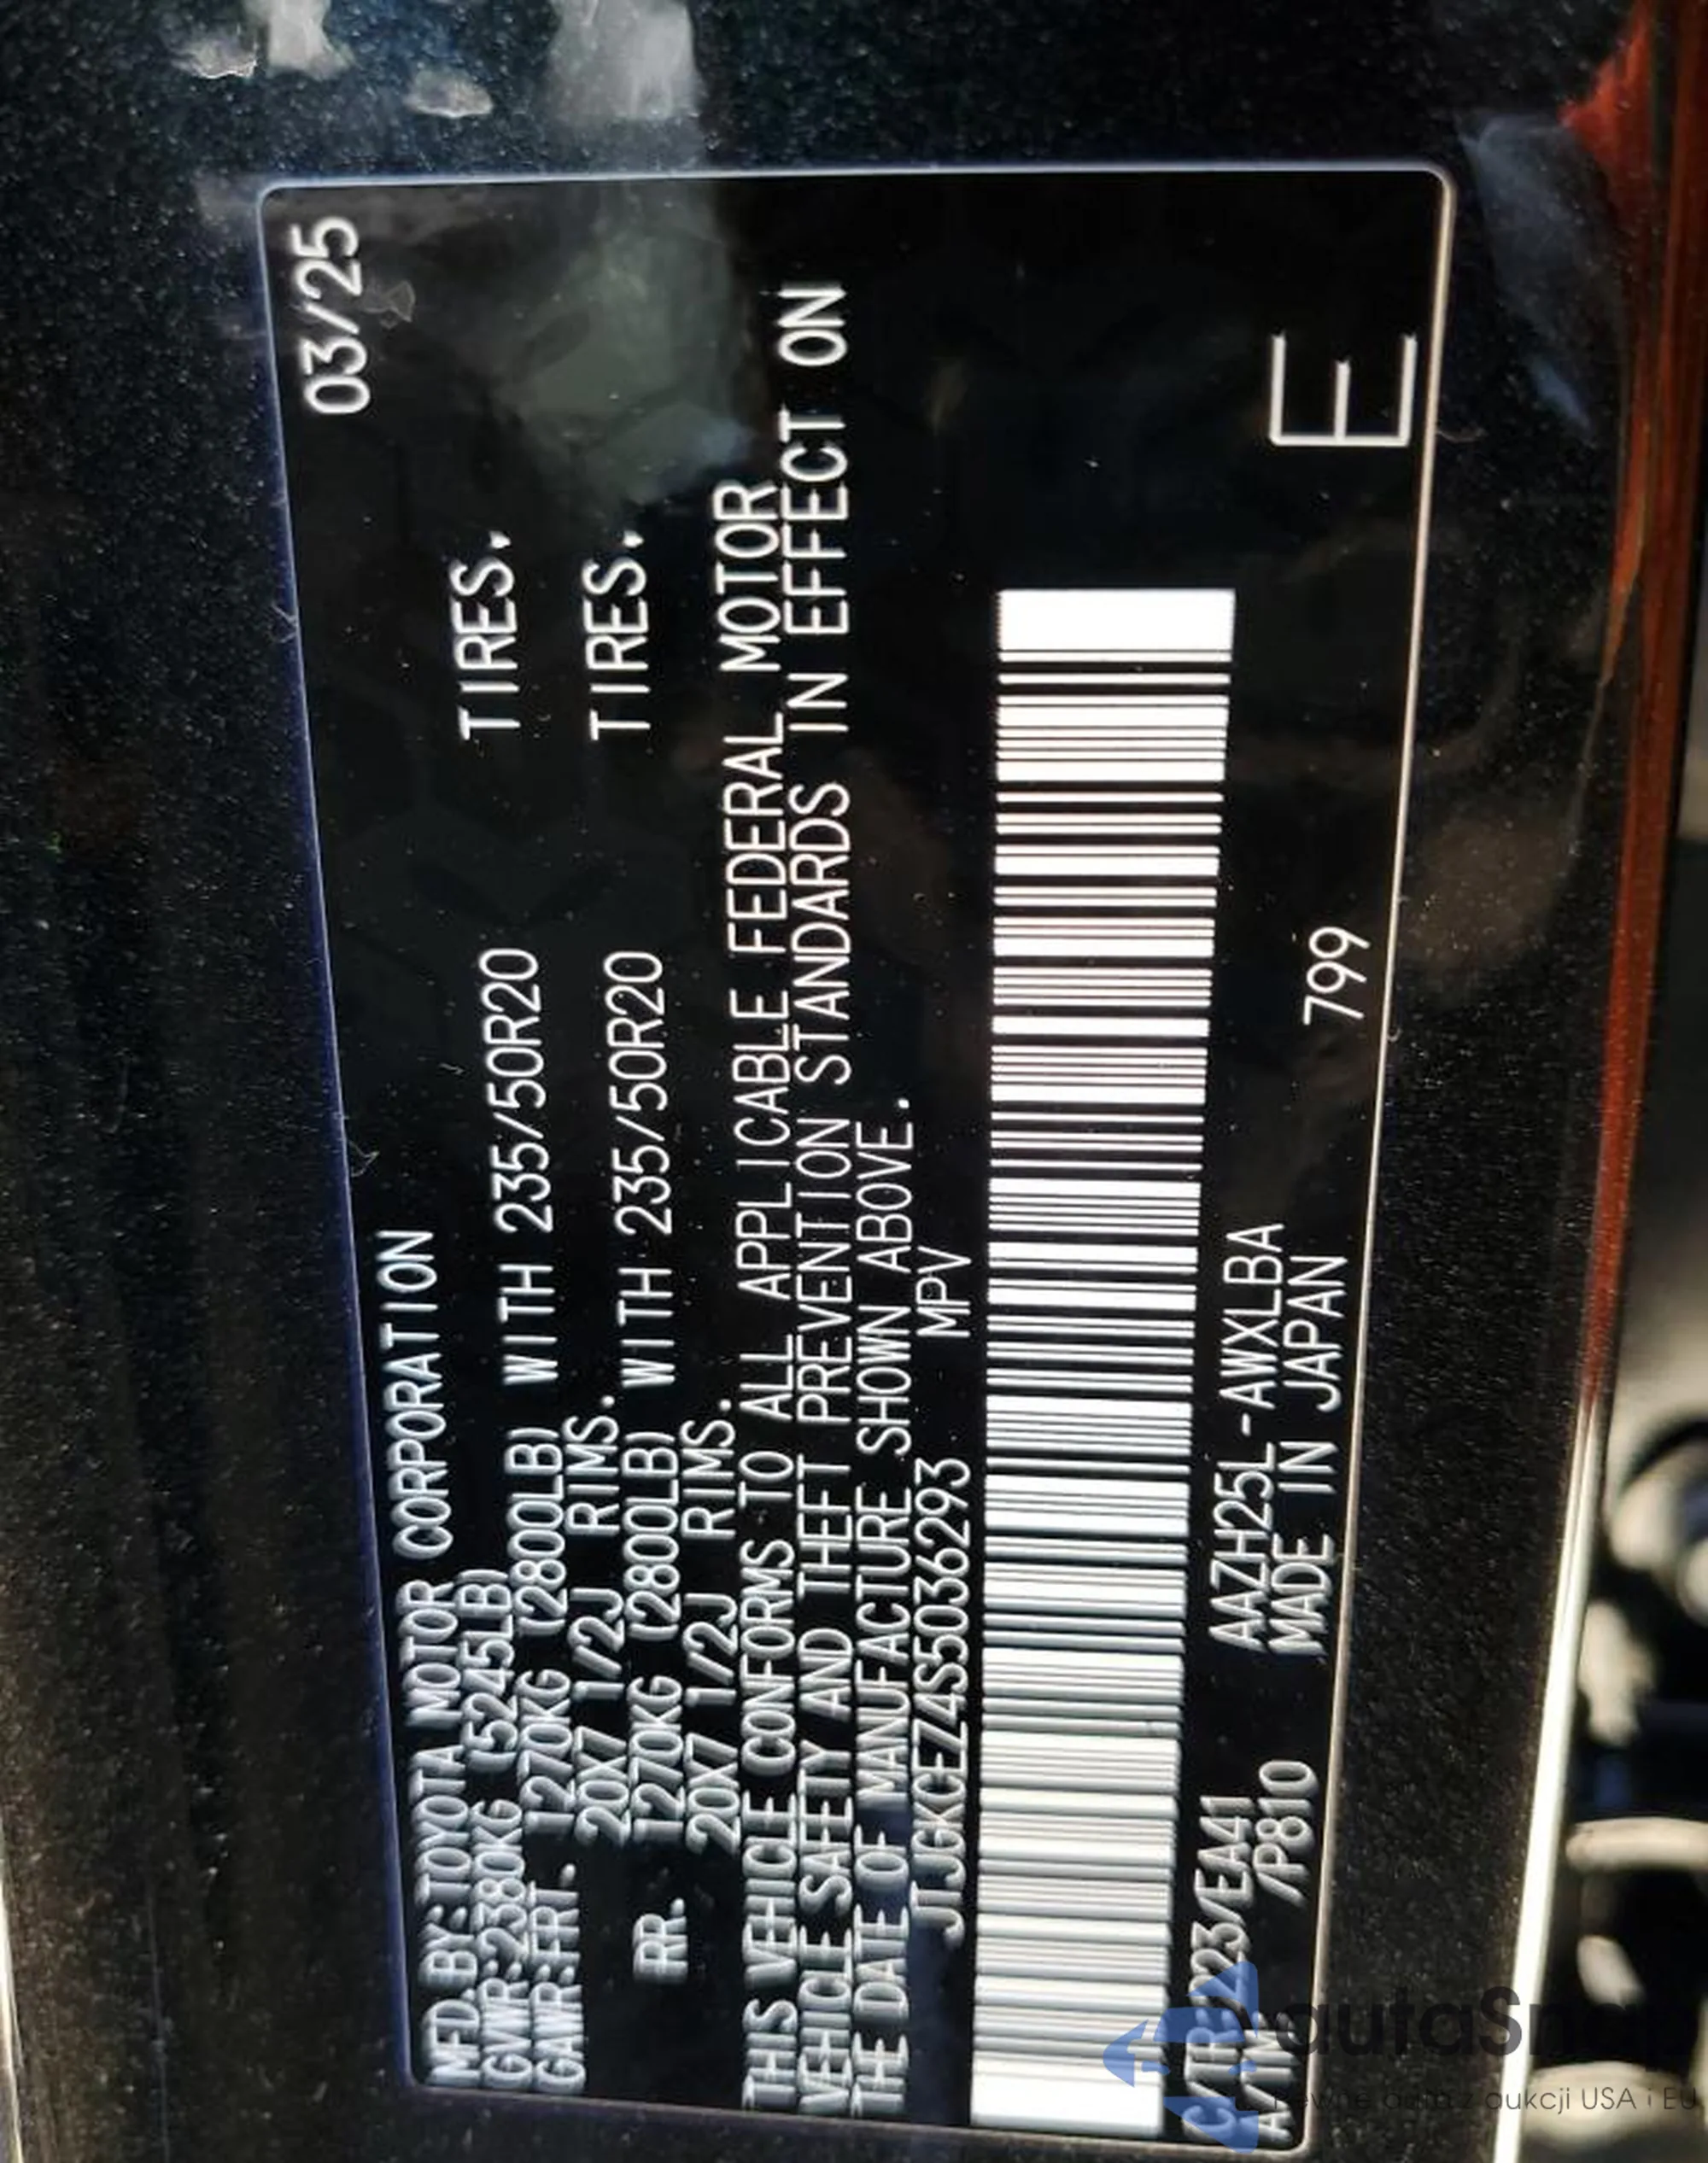 03/25
MFD.BY:TOYOTA MOTOR CORPORATION
GVWR:2380KG (5245LB)
GAWR:FRT. 1270KG (2800LB) WITH 235/50R20 TIRES.
20X7 1/2J RIMS.
RR. 1270KG (2800LB) WITH 235/50R20 TIRES.
20X7 1/2J RIMS.
THIS VEHICLE CONFORMS TO ALL APPLICABLE FEDERAL MOTOR
VEHICLE SAFETY AND THEFT PREVENTION STANDARDS IN EFFECT ON
THE DATE OF MANUFACTURE SHOWN ABOVE.
JTJGKCEZ4S5036293 MPV
C/TR:223/EA41 AAZH25L-AWXLBA
/P810 MADE IN JAPAN 799
E
aukcji USA i EU